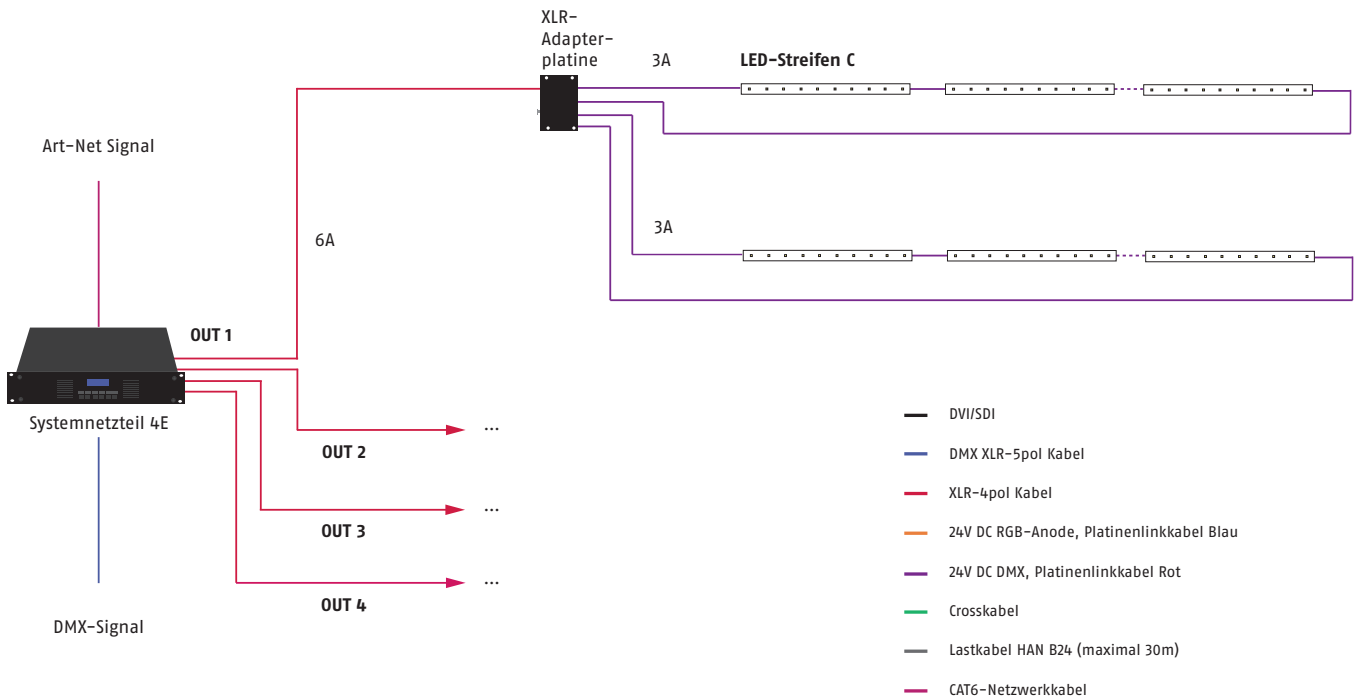 XLR-
Adapter-
platine
3A
LED-Streifen C
Art-Net Signal
6A
3A
OUT 1
Systemnetzteil 4E
OUT 2
...
OUT 3
...
OUT 4
...
DMX-Signal
DVI/SDI
DMX XLR-5pol Kabel
XLR-4pol Kabel
24V DC RGB-Anode, Platinenlinkkabel Blau
24V DC DMX, Platinenlinkkabel Rot
Crosskabel
Lastkabel HAN B24 (maximal 30m)
CAT6-Netzwerkkabel